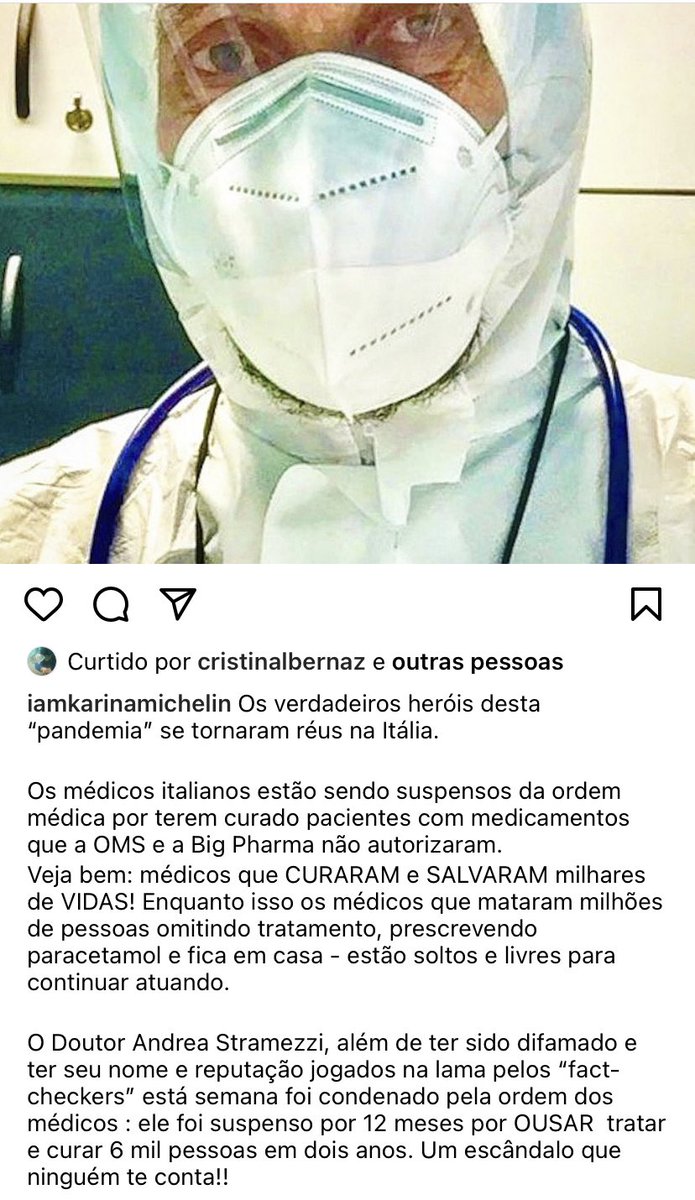 Curtido por cristinalbernaz e outras pessoas
iamkarinamichelin Os verdadeiros heróis desta
“pandemia” se tornaram réus na Itália.
Os médicos italianos estão sendo suspensos da ordem
médica por terem curado pacientes com medicamentos
que a OMS e a Big Pharma não autorizaram.
Veja bem: médicos que CURARAM e SALVARAM milhares
de VIDAS! Enquanto isso os médicos que mataram milhões
de pessoas omitindo tratamento, prescrevendo
paracetamol e fica em casa - estão soltos e livres para
continuar atuando.
O Doutor Andrea Stramezzi, além de ter sido difamado e
ter seu nome e reputação jogados na lama pelos “fact-
checkers” está semana foi condenado pela ordem dos
médicos : ele foi suspenso por 12 meses por OUSAR  tratar
e curar 6 mil pessoas em dois anos. Um escândalo que
ninguém te conta!!